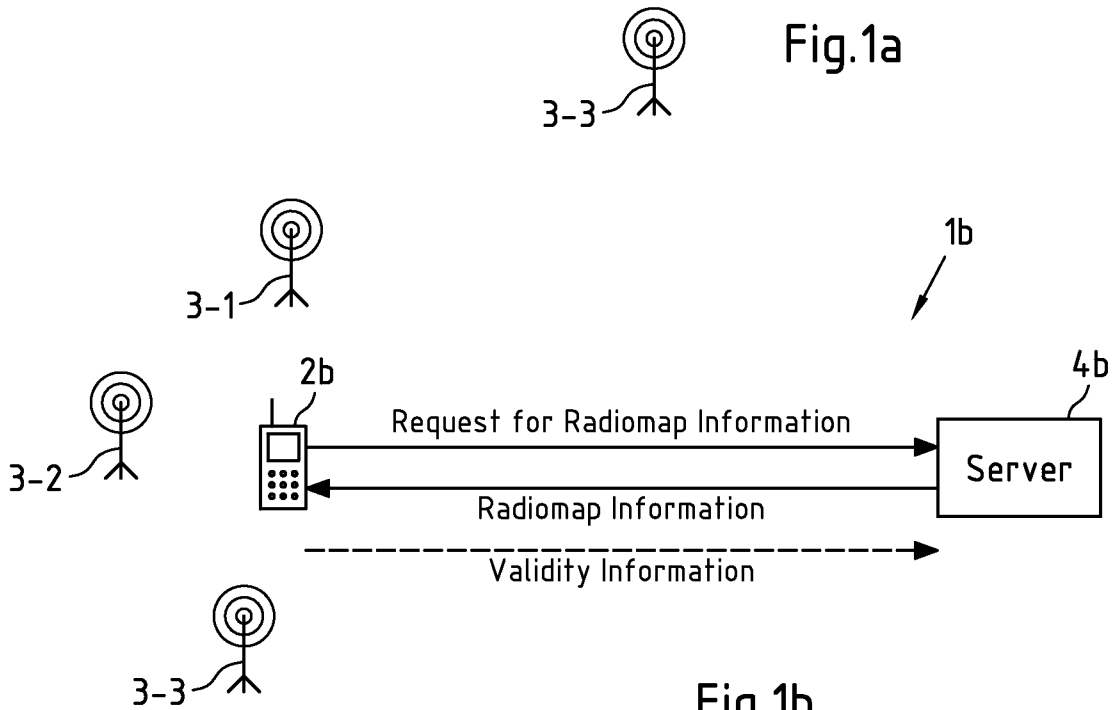 Fig.1a
3-3
1b
3-1
2b
4b
Request for Radiomap Information
3-2
Server
Radiomap Information
Validity Information
3-3
Fig.1b